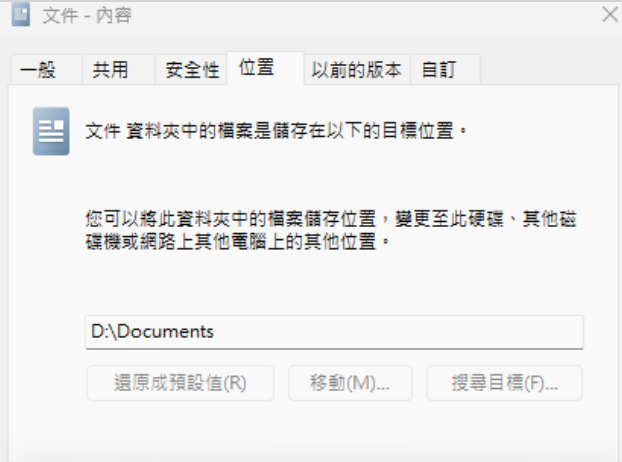 文件 - 內容
一般 共用 安全性 位置 以前的版本 自訂
文件 資料夾中的檔案是儲存在以下的目標位置。
您可以將此資料夾中的檔案儲存位置，變更至此硬碟、其他磁
碟機或網路上其他電腦上的其他位置。
D:\Documents
還原成預設值(R) 移動(M)... 搜尋目標(F)...